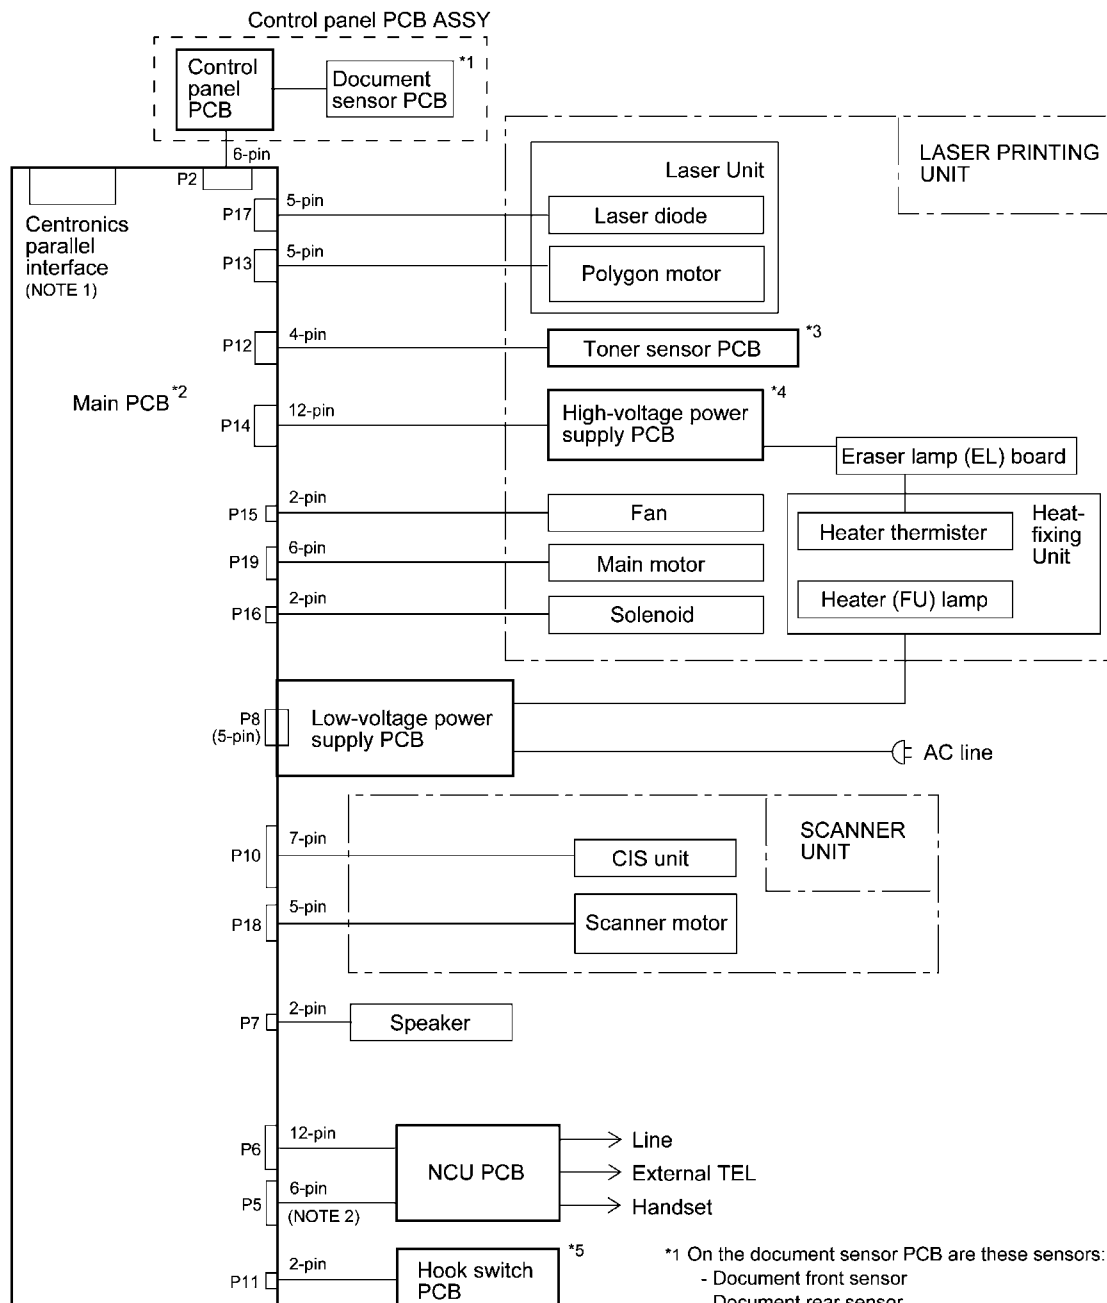 Control panel PCB ASSY
Control
panel
PCB
Document
sensor PCB
*1
6-pin
P2
LASER PRINTING
UNIT
Laser Unit
Centronics
parallel
interface
(NOTE 1)
P17
5-pin
Laser diode
P13
5-pin
Polygon motor
P12
4-pin
Toner sensor PCB
*3
Main PCB*2
P14
12-pin
High-voltage power
supply PCB
*4
Eraser lamp (EL) board
P15
2-pin
Fan
Heater thermister
Heat-
fixing
Unit
P19
6-pin
Main motor
Heater (FU) lamp
P16
2-pin
Solenoid
P8
(5-pin)
Low-voltage power
supply PCB
AC line
SCANNER
UNIT
P10
7-pin
CIS unit
P18
5-pin
Scanner motor
P7
2-pin
Speaker
P6
12-pin
NCU PCB
Line
External TEL
Handset
P5
6-pin
(NOTE 2)
P11
2-pin
Hook switch
PCB
*5
*1 On the document sensor PCB are these sensors:
- Document front sensor
Document rear sensor